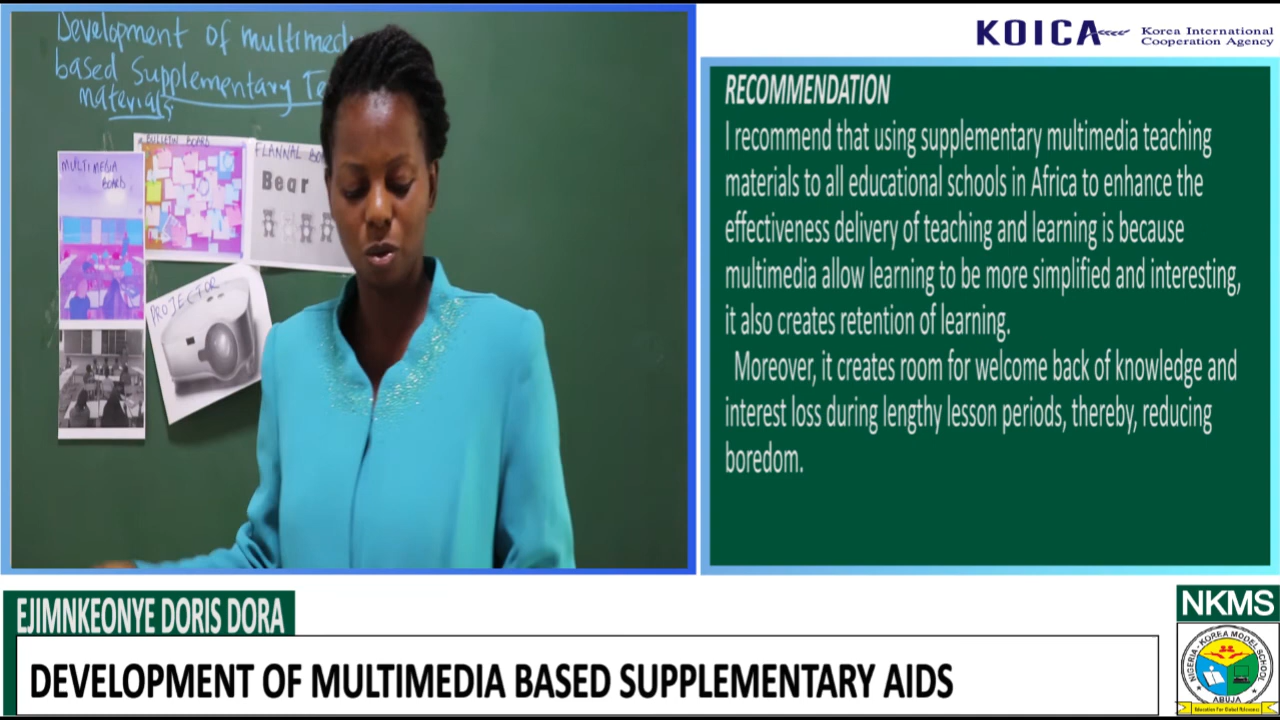 Development of multimed
based Supplementary Te
materials
BULLETIN BOARD
FLANNAL BO
MULTIMEDIA
BOARD
Bear
PROJECTOR
KOICA
Korea International
Cooperation Agency
RECOMMENDATION
I recommend that using supplementary multimedia teaching
materials to all educational schools in Africa to enhance the
effectiveness delivery of teaching and learning is because
multimedia allow learning to be more simplified and interesting,
it also creates retention of learning.
Moreover, it creates room for welcome back of knowledge and
interest loss during lengthy lesson periods, thereby, reducing
boredom.
EJIMNKEONYE DORIS DORA
DEVELOPMENT OF MULTIMEDIA BASED SUPPLEMENTARY AIDS
NKMS
NIGERIA - KOREA MODEL SCHOOL
ABUJA
Education For Global Relevance